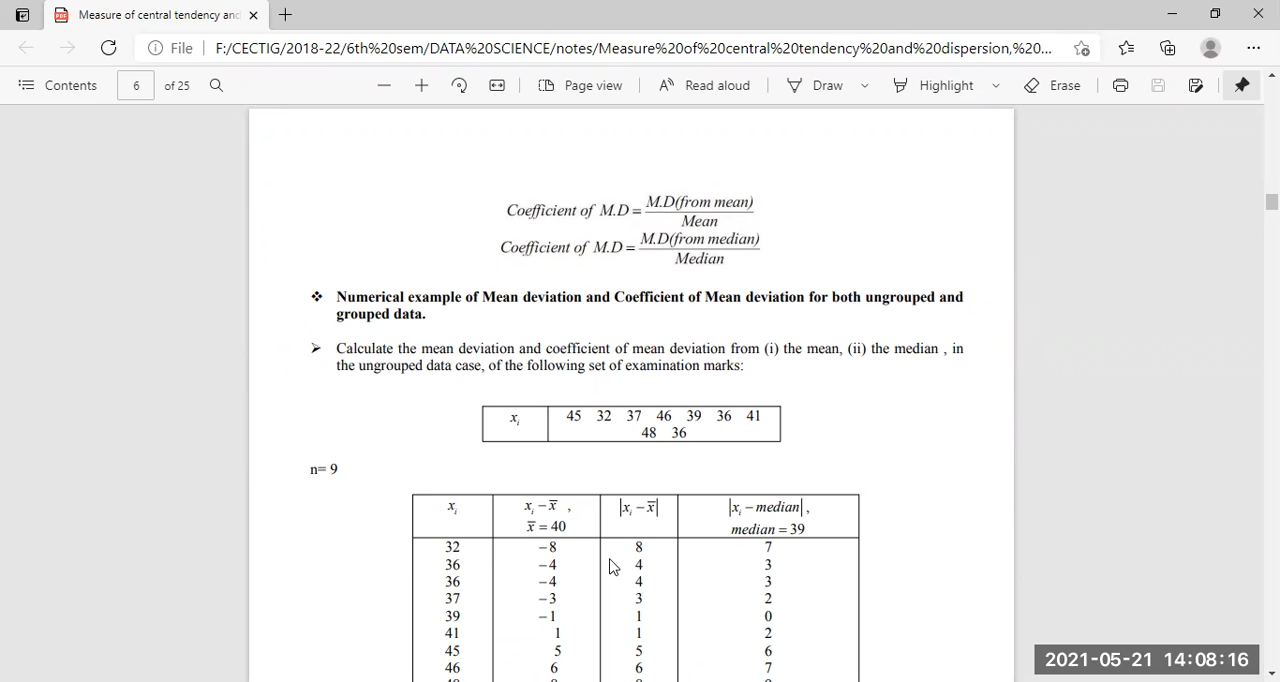 Measure of central tendency and
File F:/CECTIG/2018-22/6th%20sem/DATA%20SCIENCE/notes/Measure%20of%20central%20tendency%20and%20dispersion,%20...
Contents 6 of 25 Page view Read aloud Draw Highlight Erase
Coefficient of M.D = M.D(from mean) / Mean
Coefficient of M.D = M.D(from median) / Median
❖ Numerical example of Mean deviation and Coefficient of Mean deviation for both ungrouped and
grouped data.
➢ Calculate the mean deviation and coefficient of mean deviation from (i) the mean, (ii) the median , in
the ungrouped data case, of the following set of examination marks:
xᵢ 45 32 37 46 39 36 41
48 36
n= 9
xᵢ xᵢ − x̅ , |xᵢ − x̅| |xᵢ − median| ,
x̅ = 40 median = 39
32 −8 8 7
36 −4 4 3
36 −4 4 3
37 −3 3 2
39 −1 1 0
41 1 1 2
45 5 5 6
46 6 6 7
2021-05-21 14:08:16